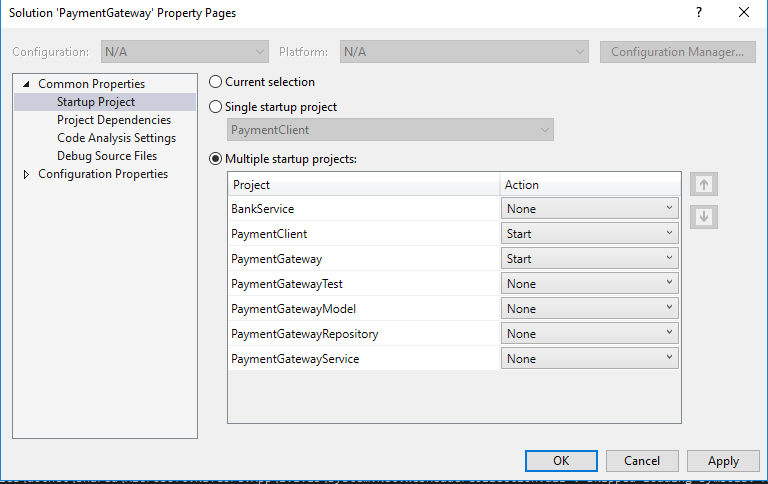 Solution 'PaymentGateway' Property Pages
?
Configuration: N/A Platform: N/A Configuration Manager...
Common Properties
Startup Project
Project Dependencies
Code Analysis Settings
Debug Source Files
Configuration Properties
Current selection
Single startup project
PaymentClient
Multiple startup projects:
Project Action
BankService None
PaymentClient Start
PaymentGateway Start
PaymentGatewayTest None
PaymentGatewayModel None
PaymentGatewayRepository None
PaymentGatewayService None
OK Cancel Apply